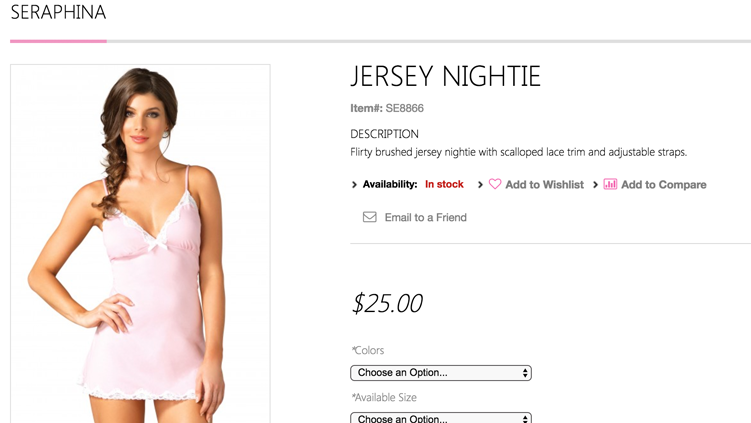 SERAPHINA
JERSEY NIGHTIE
Item#: SE8866
DESCRIPTION
Flirty brushed jersey nightie with scalloped lace trim and adjustable straps.
Availability: In stock Add to Wishlist Add to Compare
Email to a Friend
$25.00
*Colors
Choose an Option...
*Available Size
Choose an Option...